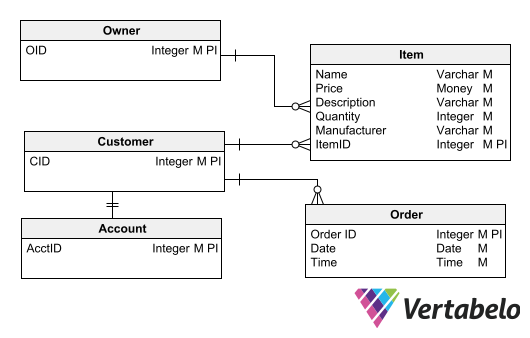 Owner
OID Integer M PI
Item
Name Varchar M
Price Money M
Description Varchar M
Quantity Integer M
Manufacturer Varchar M
ItemID Integer M PI
Customer
CID Integer M PI
Account
AcctID Integer M PI
Order
Order ID Integer M PI
Date Date M
Time Time M
Vertabelo